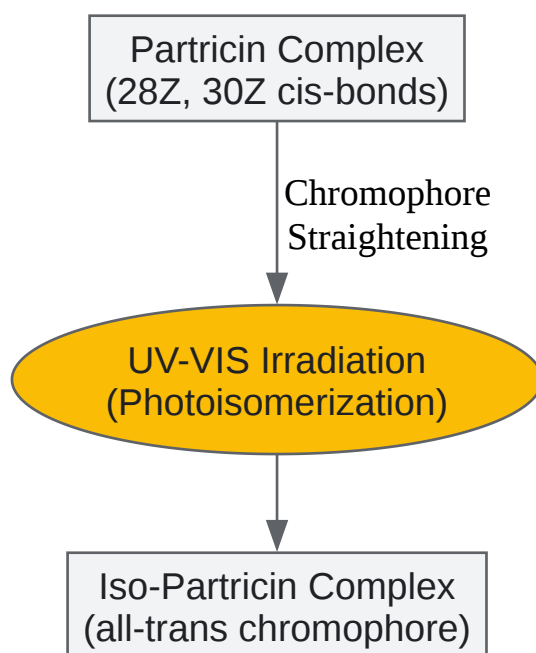 Partricin Complex
(28Z, 30Z cis-bonds)
Chromophore
Straightening
UV-VIS Irradiation
(Photoisomerization)
Iso-Partricin Complex
(all-trans chromophore)